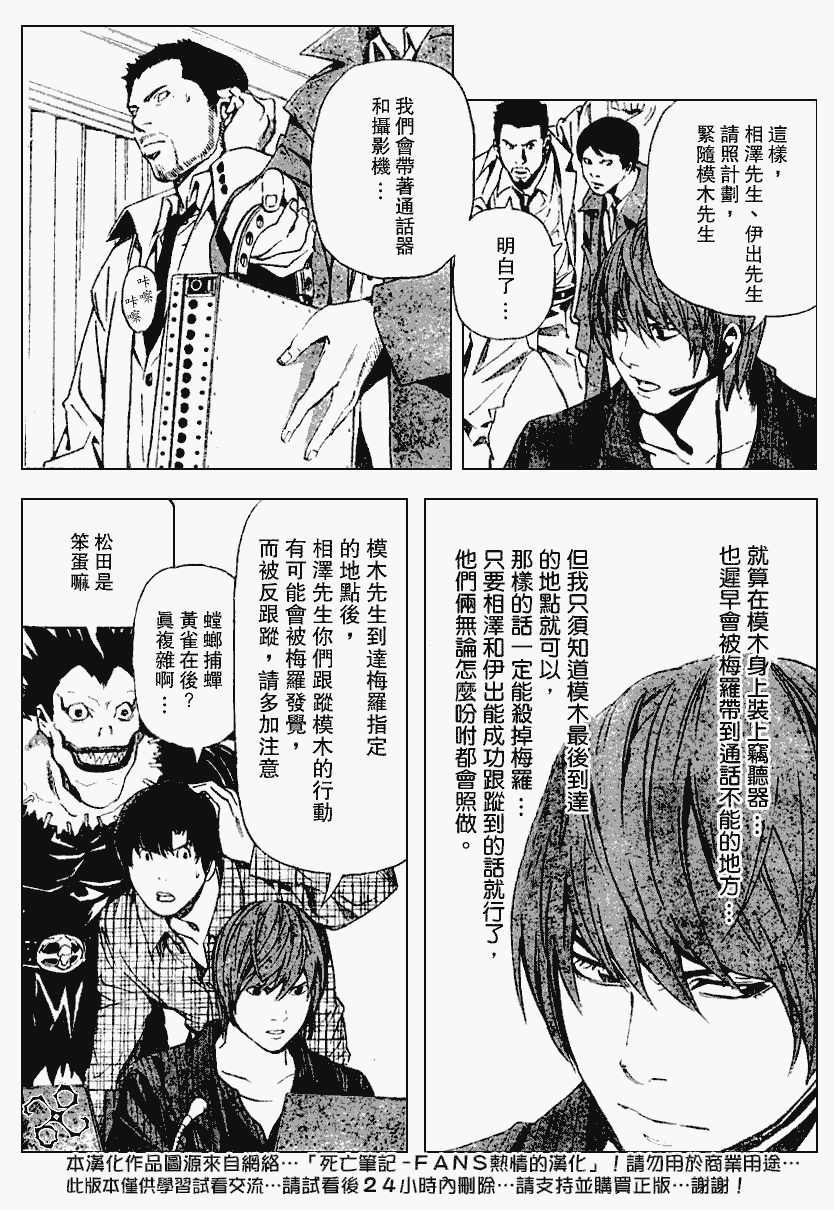 這樣，
相澤先生、伊出先生
請照計劃，
緊隨模木先生
明白了…
我們會帶著通話器
和攝影機…
咔嚓
咔嚓
就算在模木身上裝上竊聽器…
也遲早會被梅羅帶到通話不能的地方…
但我只須知道模木最後到達
的地點就可以，
那樣的話一定能殺掉梅羅…
只要相澤和伊出能成功跟蹤到的話就行了，
他們倆無論怎麼吩咐都會照做。
模木先生到達梅羅指定
的地點後，
相澤先生你們跟蹤模木的行動
有可能會被梅羅發覺，
而被反跟蹤，請多加注意
螳螂捕蟬
黃雀在後？
眞複雜啊…
松田是
笨蛋嘛
本漢化作品圖源來自網絡…「死亡筆記-FANS熱情的漢化」！請勿用於商業用途…
此版本僅供學習試看交流…請試看後24小時內刪除…請支持並購買正版…謝謝！